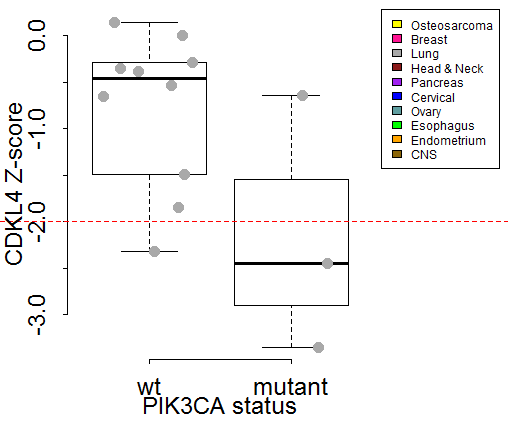 0.0
-1.0
-2.0
-3.0
CDKL4 Z-score
wt
mutant
PIK3CA status
Osteosarcoma
Breast
Lung
Head & Neck
Pancreas
Cervical
Ovary
Esophagus
Endometrium
CNS